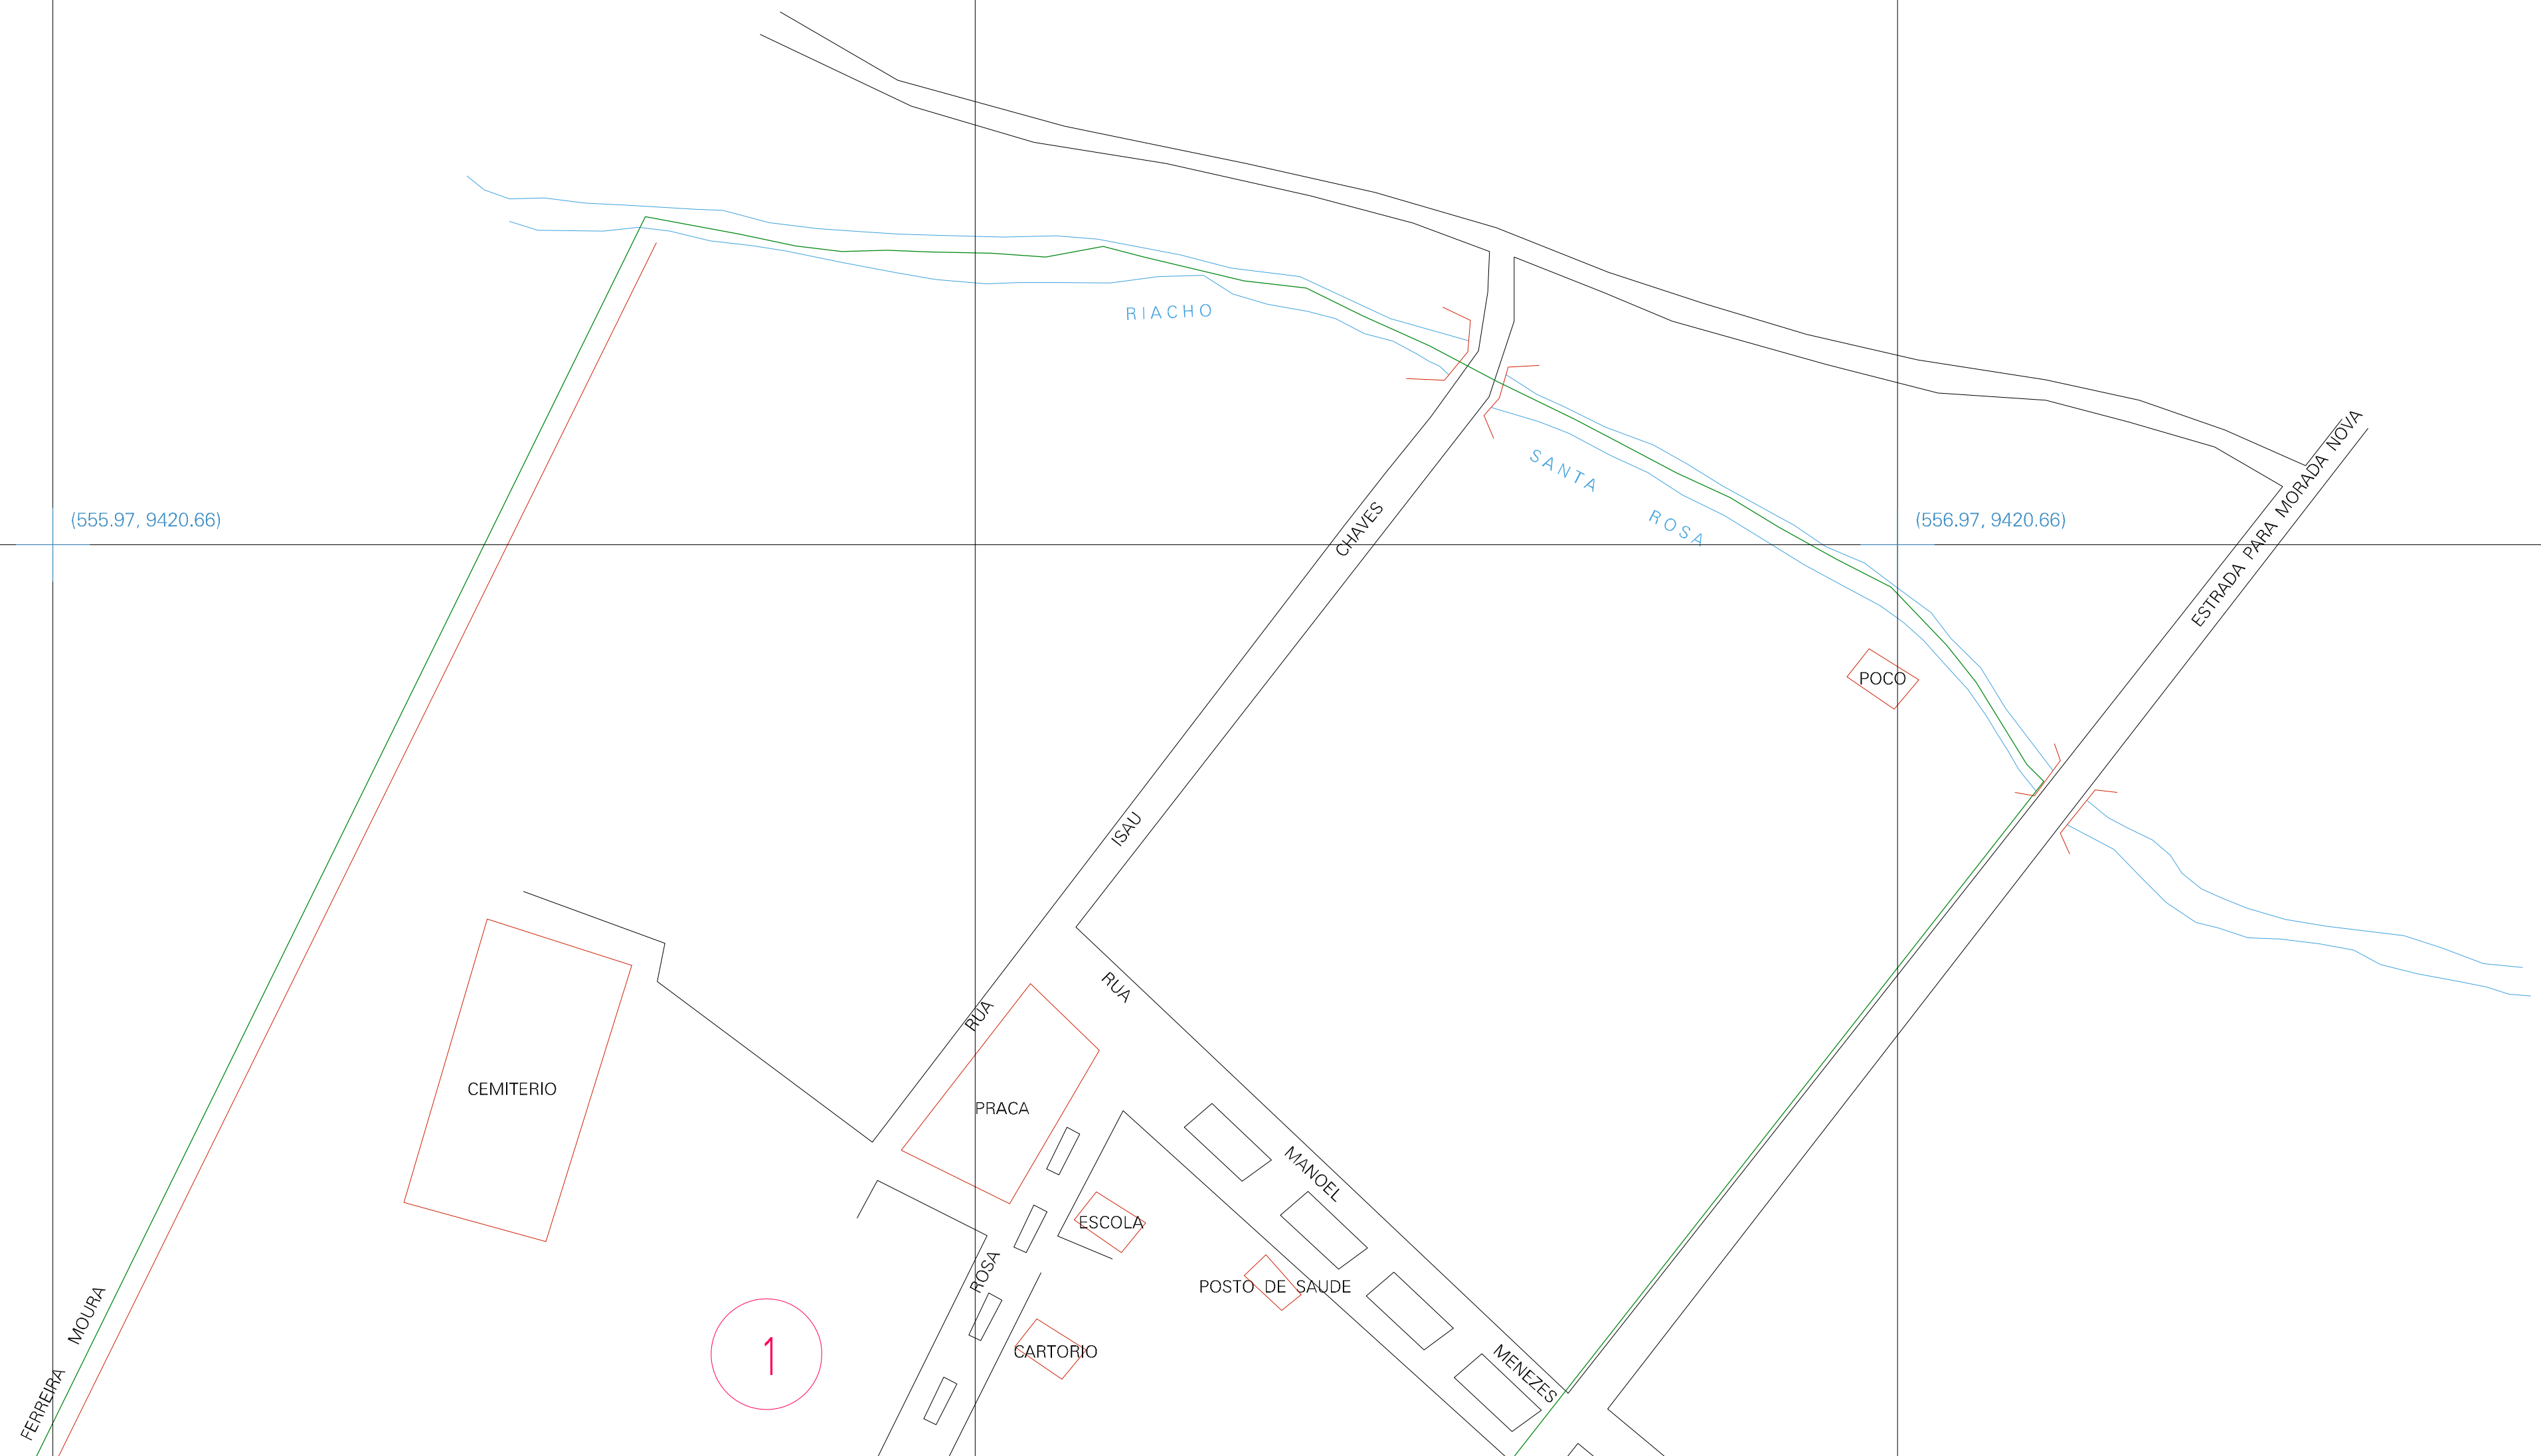 RIACHO
SANTA
ROSA
ESTRADA PARA MORADA NOVA
(555.97, 9420.66)
(556.97, 9420.66)
CHAVES
POCO
ISAU
RUA
RUA
CEMITERIO
PRACA
MANOEL
ESCOLA
ROSA
POSTO DE SAUDE
MOURA
FERREIRA
1
CARTORIO
MENEZES